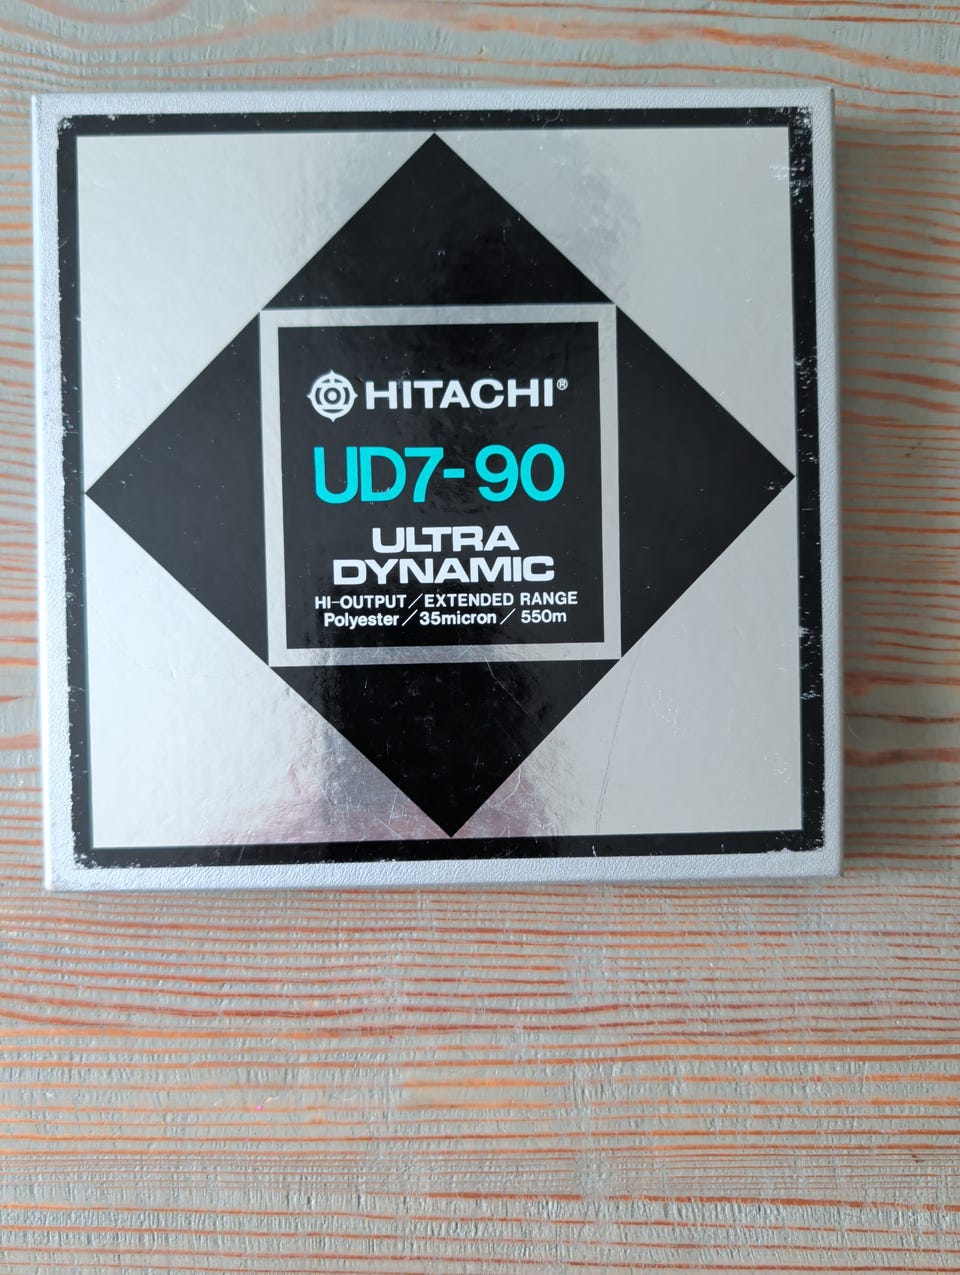 HITACHI®
UD7-90
ULTRA
DYNAMIC
HI-OUTPUT/EXTENDED RANGE
Polyester/35micron/550m